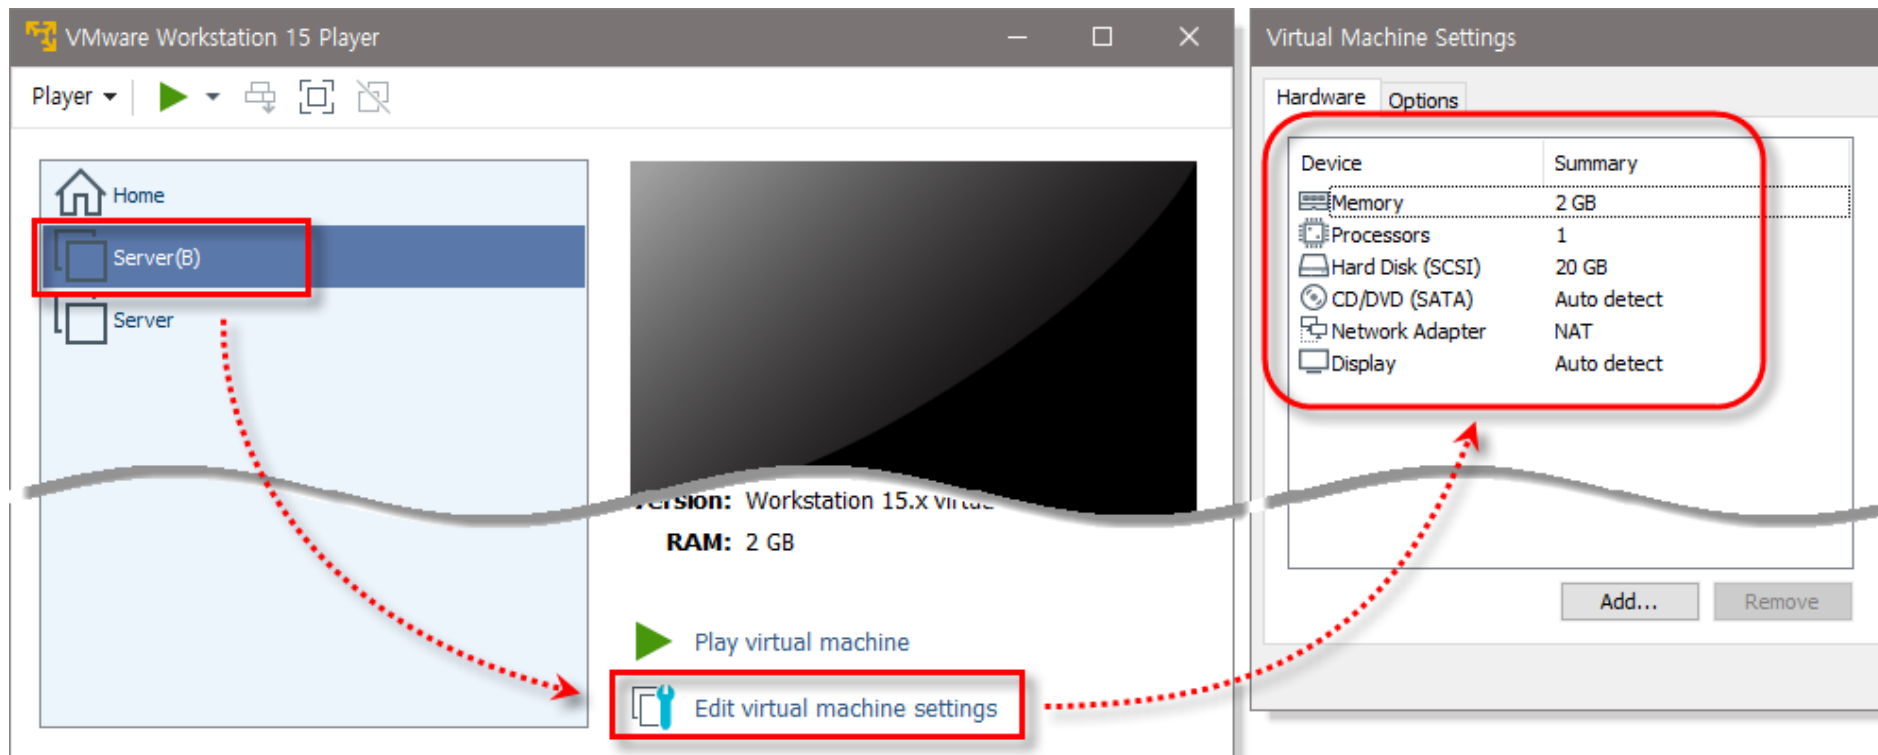 VMware Workstation 15 Player
Player
Home
Server(B)
Server
Workstation 15.x
RAM: 2 GB
Play virtual machine
Edit virtual machine settings
Virtual Machine Settings
Hardware Options
Device Summary
Memory 2 GB
Processors 1
Hard Disk (SCSI) 20 GB
CD/DVD (SATA) Auto detect
Network Adapter NAT
Display Auto detect
Add... Remove